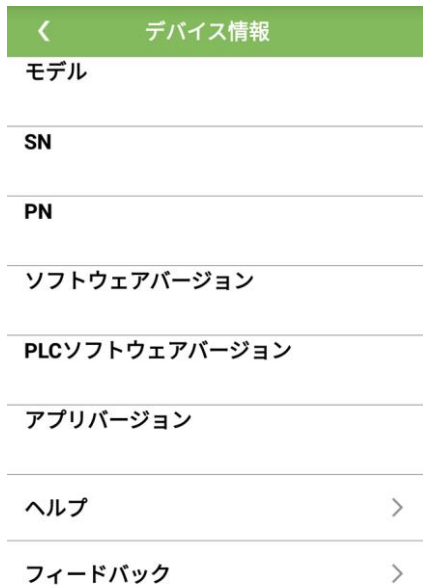 デバイス情報
モデル
SN
PN
ソフトウェアバージョン
PLCソフトウェアバージョン
アプリバージョン
ヘルプ
フィードバック